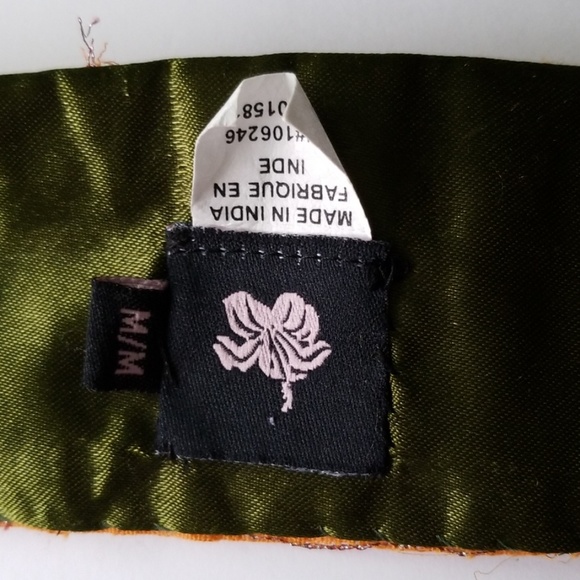 MADE IN INDIA
FABRIQUE EN
INDE
#106246
0158
M/M